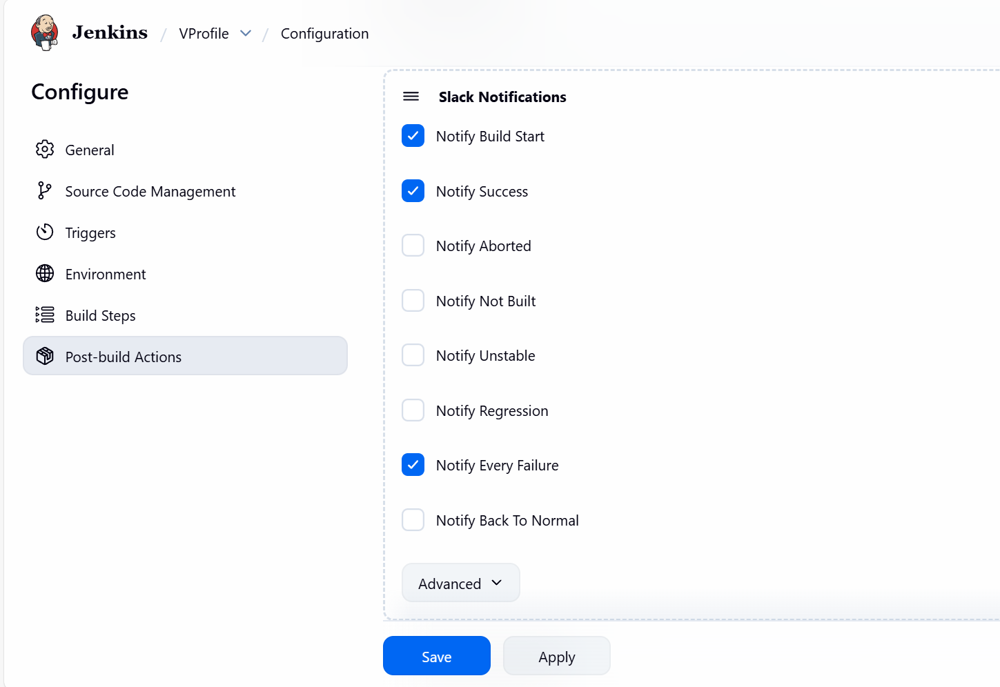 Jenkins / VProfile / Configuration
Configure
General
Source Code Management
Triggers
Environment
Build Steps
Post-build Actions
Slack Notifications
Notify Build Start
Notify Success
Notify Aborted
Notify Not Built
Notify Unstable
Notify Regression
Notify Every Failure
Notify Back To Normal
Advanced
Save
Apply